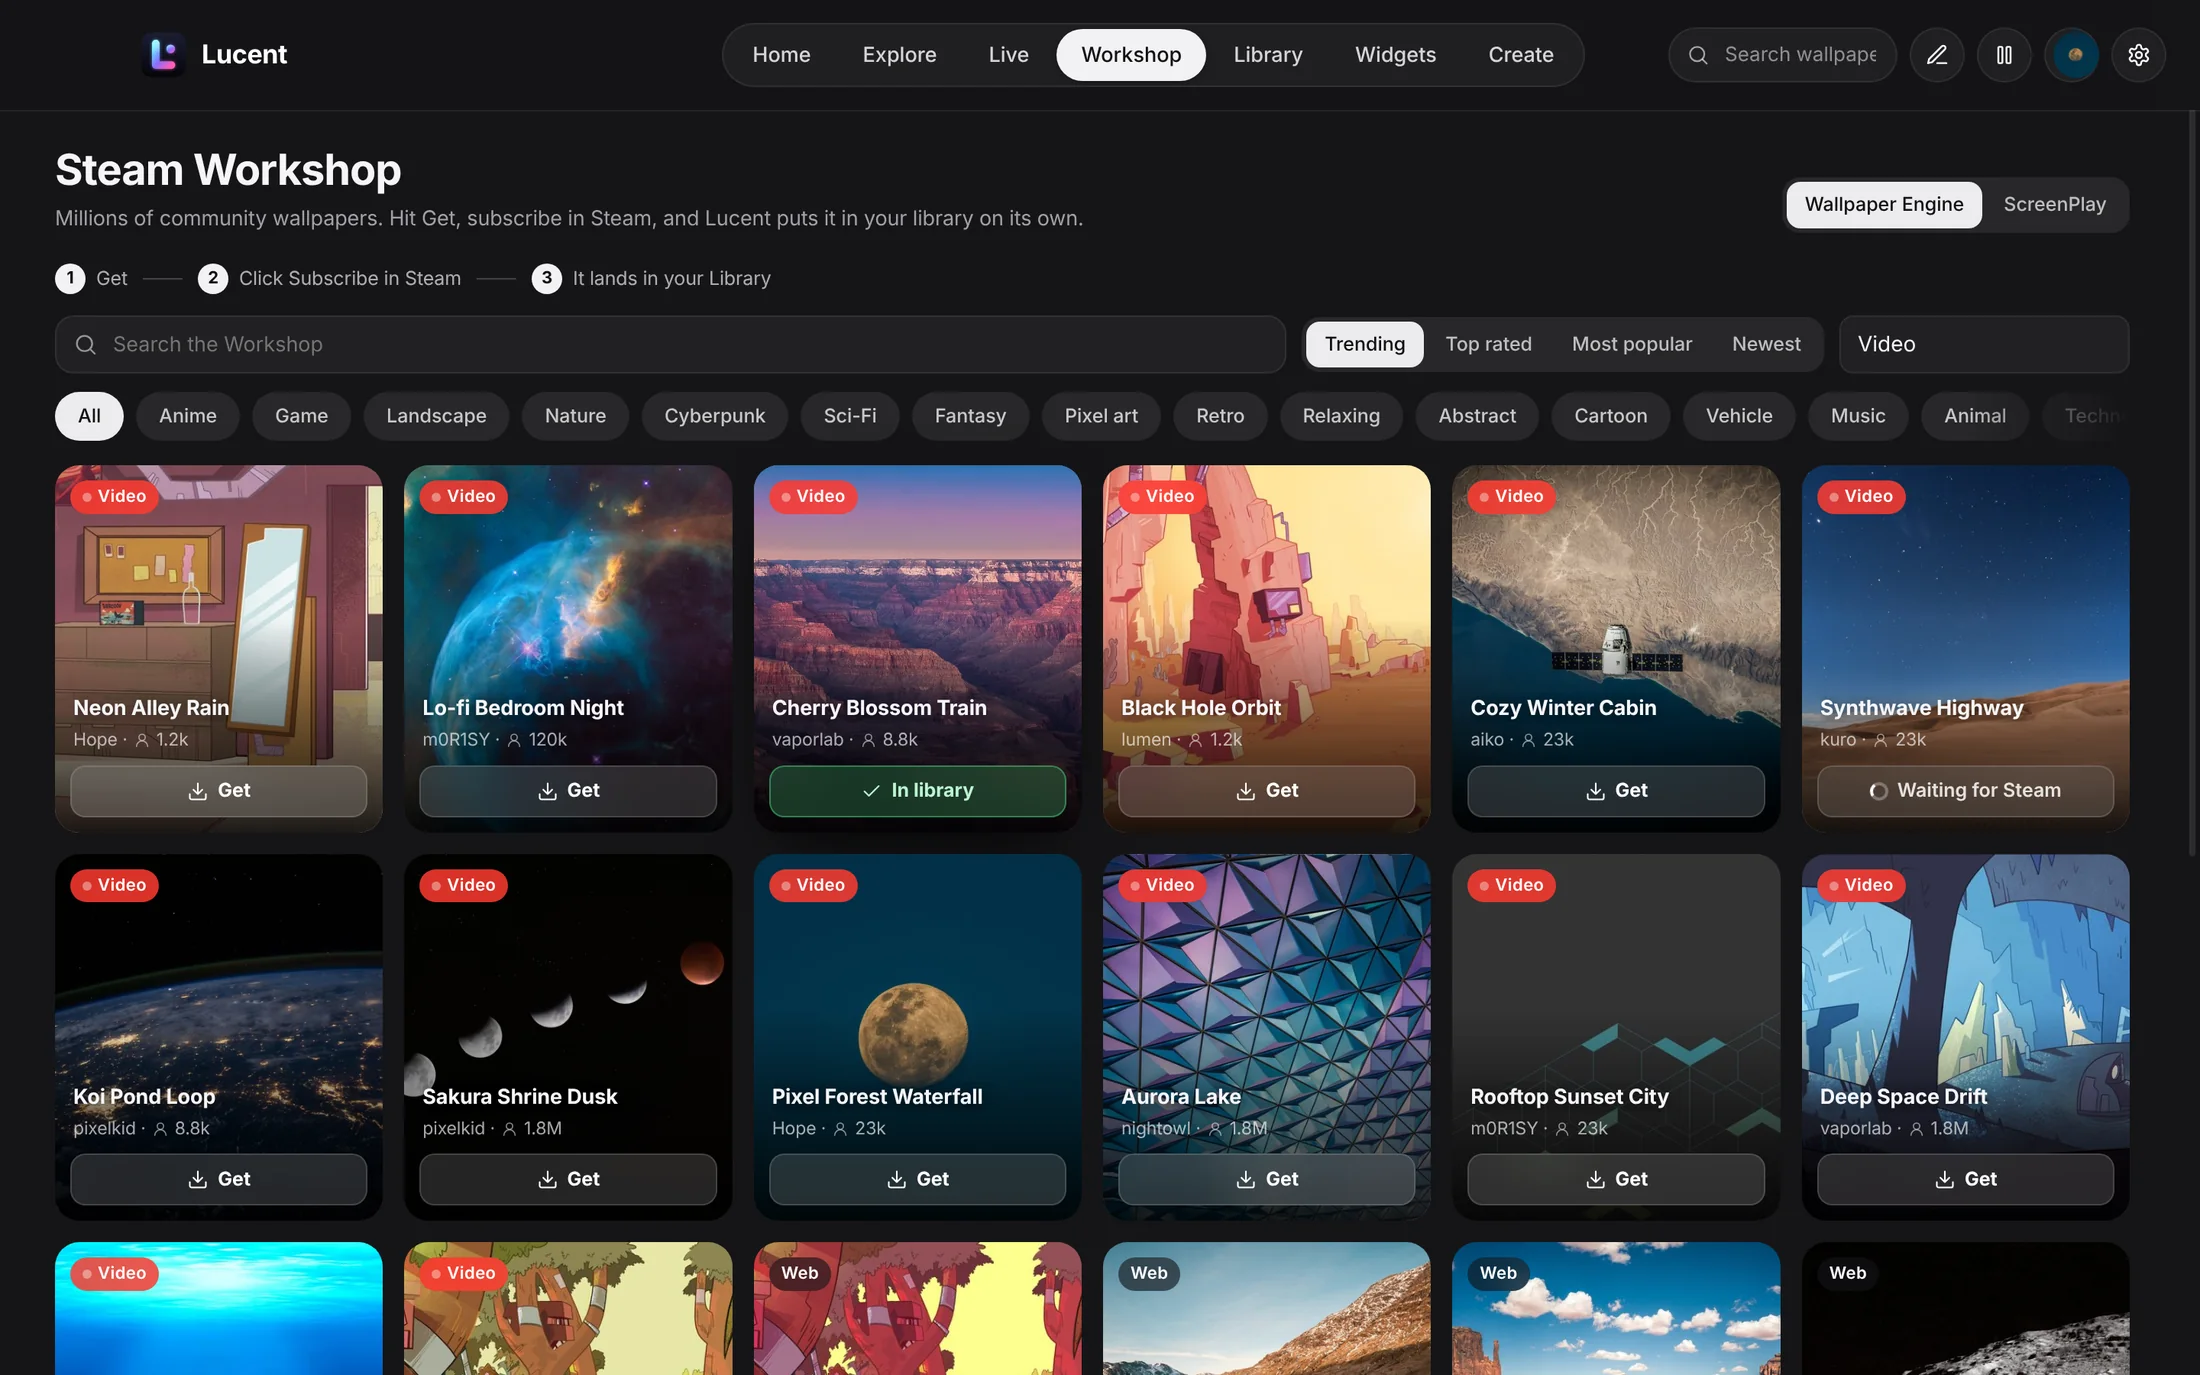 Lucent
Home
Explore
Live
Workshop
Library
Widgets
Create
Search wallpape
Steam Workshop
Millions of community wallpapers. Hit Get, subscribe in Steam, and Lucent puts it in your library on its own.
Wallpaper Engine
ScreenPlay
1 Get
2 Click Subscribe in Steam
3 It lands in your Library
Search the Workshop
Trending
Top rated
Most popular
Newest
Video
All
Anime
Game
Landscape
Nature
Cyberpunk
Sci-Fi
Fantasy
Pixel art
Retro
Relaxing
Abstract
Cartoon
Vehicle
Music
Animal
Techn
Video
Neon Alley Rain
Hope · 1.2k
Get
Video
Lo-fi Bedroom Night
m0R1SY · 120k
Get
Video
Cherry Blossom Train
vaporlab · 8.8k
In library
Video
Black Hole Orbit
lumen · 1.2k
Get
Video
Cozy Winter Cabin
aiko · 23k
Get
Video
Synthwave Highway
kuro · 23k
Waiting for Steam
Video
Koi Pond Loop
pixelkid · 8.8k
Get
Video
Sakura Shrine Dusk
pixelkid · 1.8M
Get
Video
Pixel Forest Waterfall
Hope · 23k
Get
Video
Aurora Lake
nightowl · 1.8M
Get
Video
Rooftop Sunset City
m0R1SY · 23k
Get
Video
Deep Space Drift
vaporlab · 1.8M
Get
Video
Video
Web
Web
Web
Web